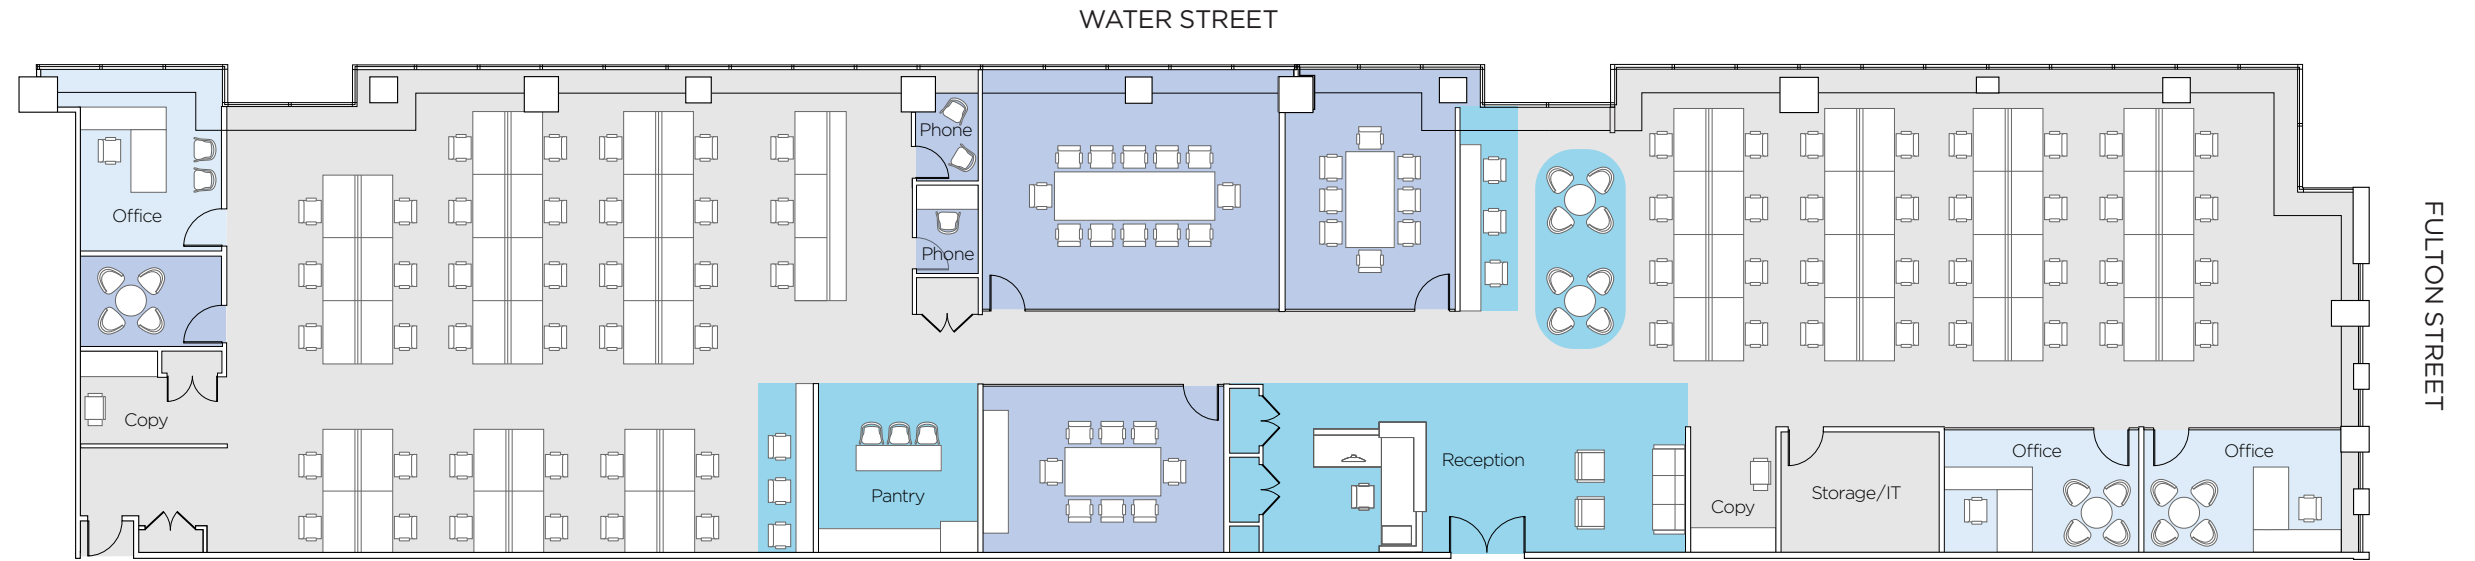 WATER STREET
Phone
Office
Phone
FULTON STREET
Copy
Office
Office
Reception
Pantry
Storage/IT
Copy